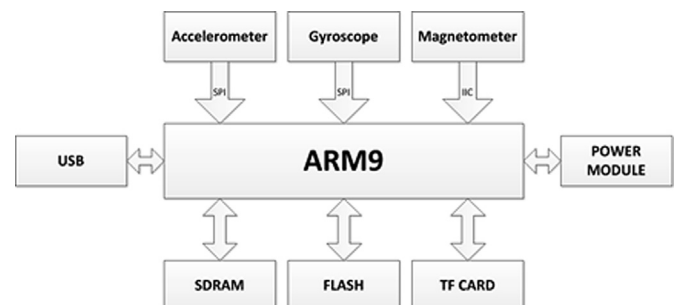 Accelerometer
Gyroscope
Magnetometer
SPI
SPI
IIC
USB
ARM9
POWER
MODULE
SDRAM
FLASH
TF CARD